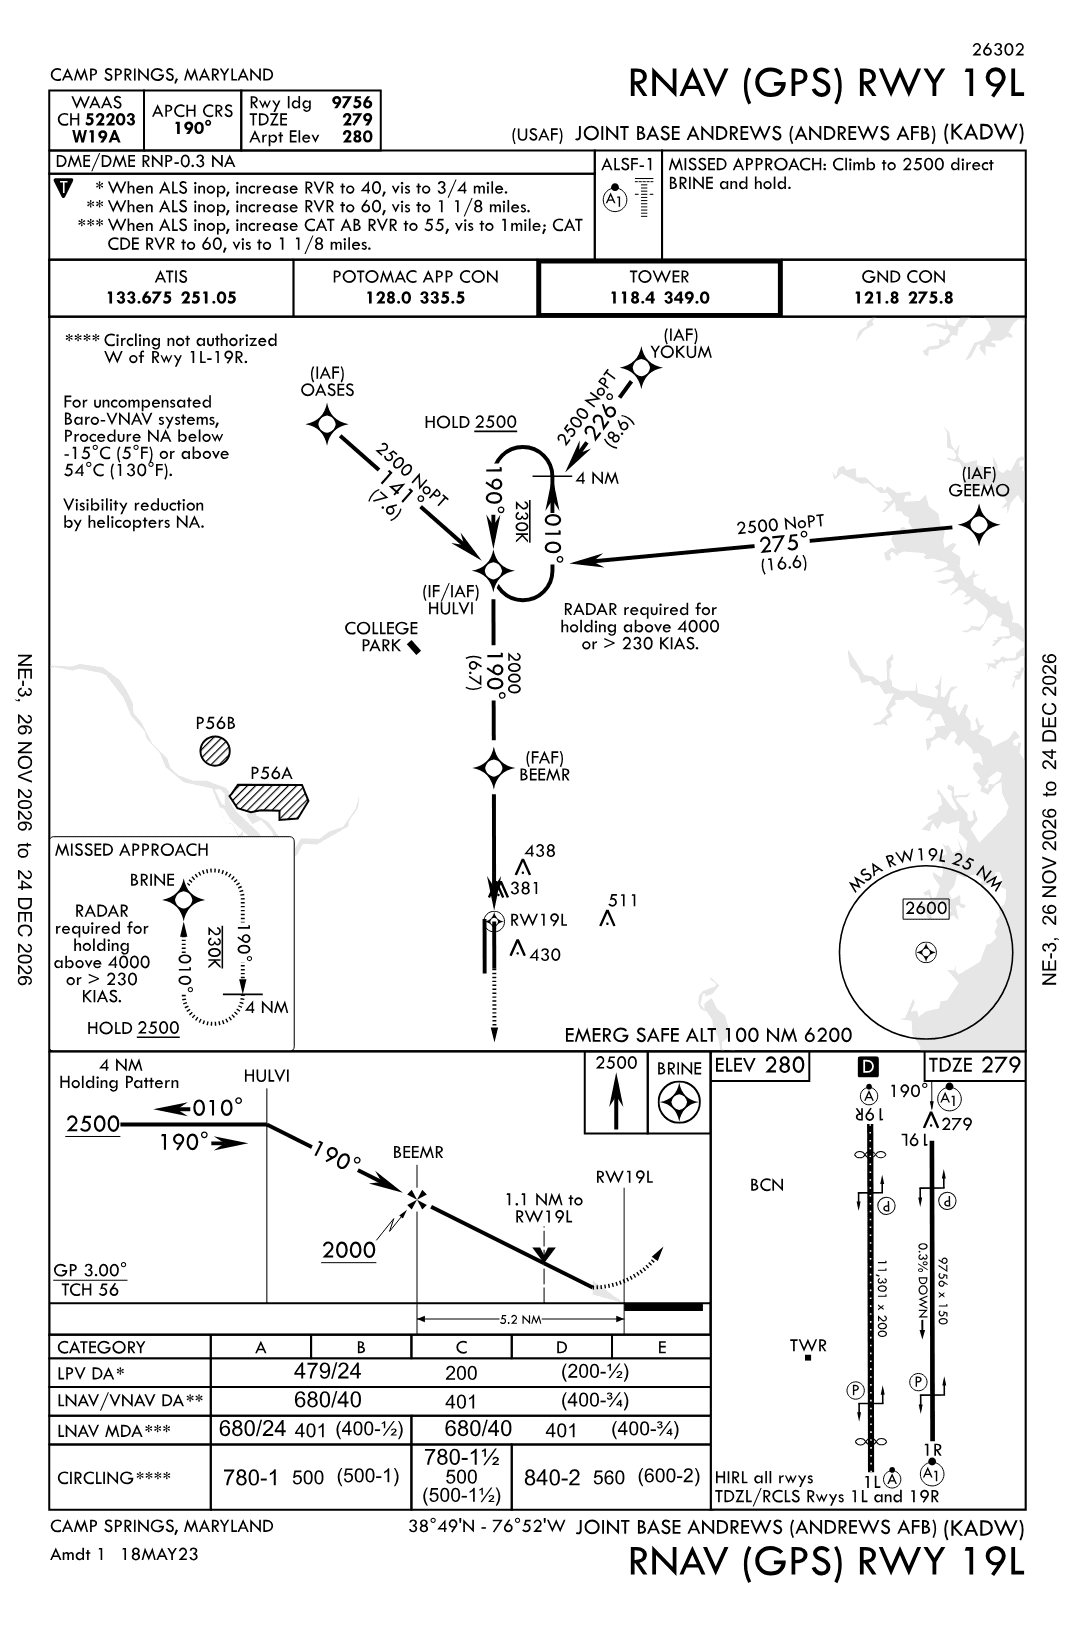 26302
CAMP SPRINGS, MARYLAND
RNAV (GPS) RWY 19L
(USAF) JOINT BASE ANDREWS (ANDREWS AFB) (KADW)
WAAS
CH 52203
W19A
APCH CRS
190°
Rwy ldg 9756
TDZE 279
Arpt Elev 280
DME/DME RNP-0.3 NA
T
* When ALS inop, increase RVR to 40, vis to 3/4 mile.
** When ALS inop, increase RVR to 60, vis to 1 1/8 miles.
*** When ALS inop, increase CAT AB RVR to 55, vis to 1mile; CAT
CDE RVR to 60, vis to 1 1/8 miles.
ALSF-1
A1
MISSED APPROACH: Climb to 2500 direct
BRINE and hold.
ATIS
133.675 251.05
POTOMAC APP CON
128.0 335.5
TOWER
118.4 349.0
GND CON
121.8 275.8
**** Circling not authorized
W of Rwy 1L-19R.
For uncompensated
Baro-VNAV systems,
Procedure NA below
-15°C (5°F) or above
54°C (130°F).
Visibility reduction
by helicopters NA.
(IAF)
OASES
2500 NoPT
141°
(7.6)
(IAF)
YOKUM
2500 NoPT
226°
(8.6)
HOLD 2500
4 NM
190°
230K
010°
(IAF)
GEEMO
2500 NoPT
275°
(16.6)
(IF/IAF)
HULVI
RADAR required for
holding above 4000
or > 230 KIAS.
COLLEGE
PARK
2000
190°
(6.7)
P56B
P56A
(FAF)
BEEMR
438
381
511
RW19L
430
MISSED APPROACH
BRINE
RADAR
required for
holding
above 4000
or > 230
KIAS.
HOLD 2500
010°
230K
190°
4 NM
MSA RW19L 25 NM
2600
EMERG SAFE ALT 100 NM 6200
NE-3, 26 NOV 2026 to 24 DEC 2026
NE-3, 26 NOV 2026 to 24 DEC 2026
4 NM
Holding Pattern
HULVI
2500
010°
190°
190°
BEEMR
2000
1.1 NM to
RW19L
RW19L
GP 3.00°
TCH 56
5.2 NM
2500
BRINE
ELEV 280
D
TDZE 279
A
19R
190°
A1
279
19L
BCN
P
P
11,301 x 200
0.3% DOWN
9756 x 150
TWR
P
P
1L
A
1R
A1
HIRL all rwys
TDZL/RCLS Rwys 1L and 19R
CATEGORY A B C D E
LPV DA* 479/24 200 (200-½)
LNAV/VNAV DA** 680/40 401 (400-¾)
LNAV MDA*** 680/24 401 (400-½) 680/40 401 (400-¾)
CIRCLING**** 780-1 500 (500-1) 780-1½ 500 (500-1½) 840-2 560 (600-2)
CAMP SPRINGS, MARYLAND
38°49'N - 76°52'W JOINT BASE ANDREWS (ANDREWS AFB) (KADW)
Amdt 1 18MAY23
RNAV (GPS) RWY 19L